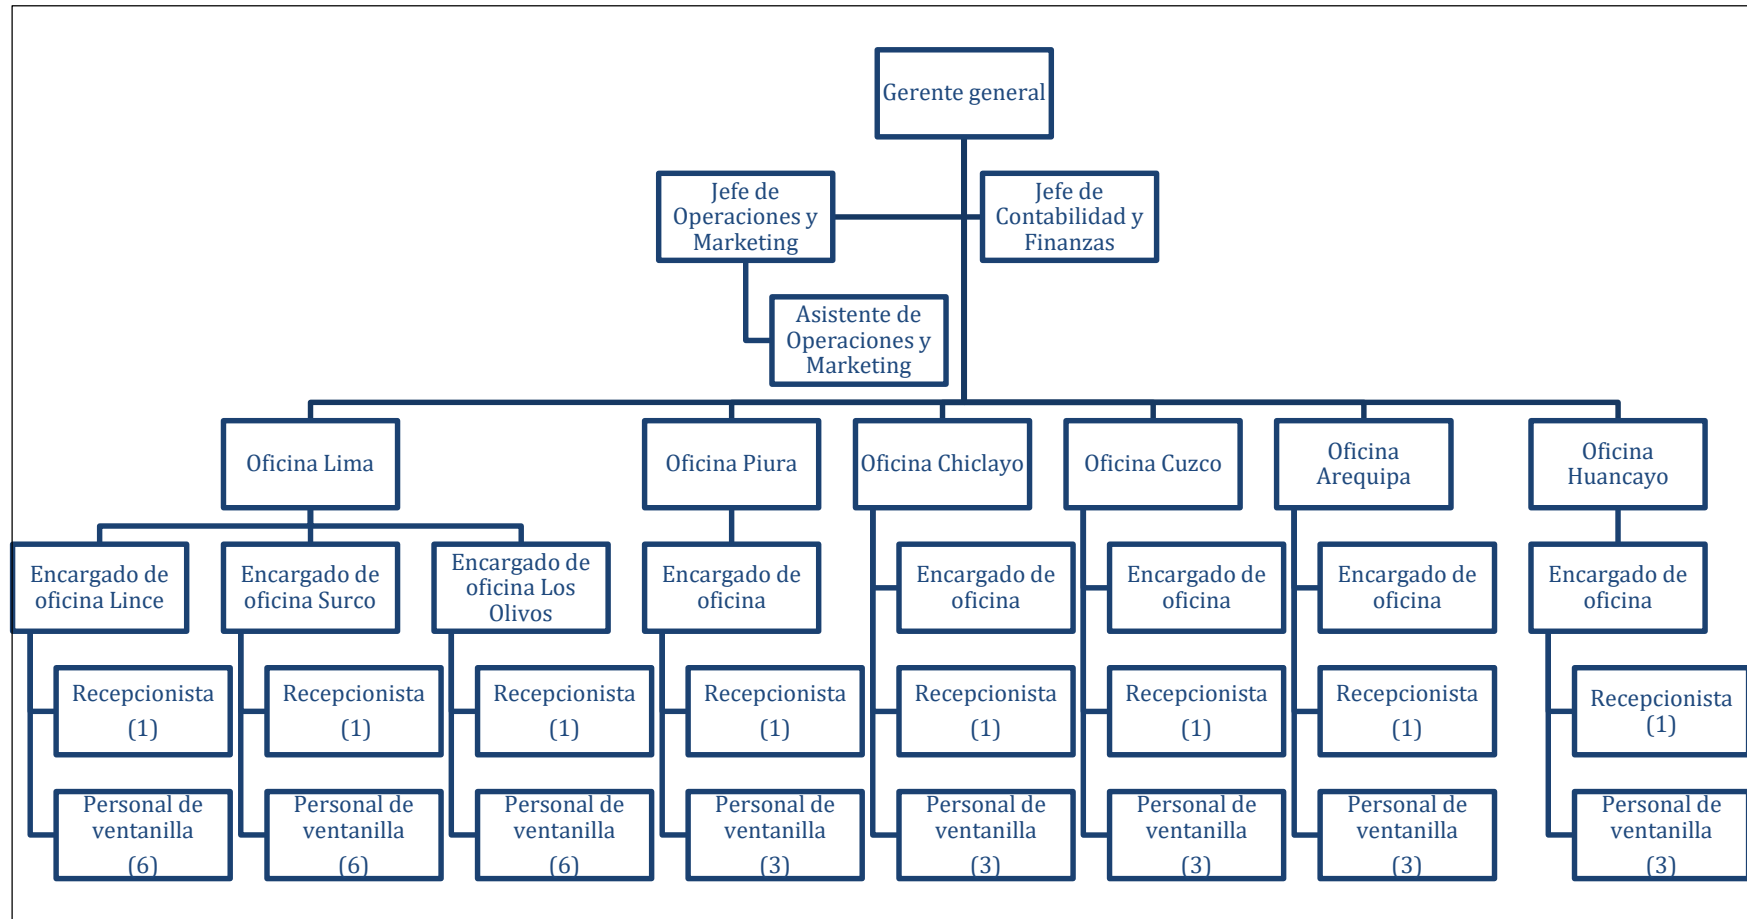 Gerente general
Jefe de
Operaciones y
Marketing
Jefe de
Contabilidad y
Finanzas
Asistente de
Operaciones y
Marketing
Oficina Lima
Oficina Piura
Oficina Chiclayo
Oficina Cuzco
Oficina
Arequipa
Oficina
Huancayo
Encargado de
oficina Lince
Encargado de
oficina Surco
Encargado de
oficina Los
Olivos
Encargado de
oficina
Encargado de
oficina
Encargado de
oficina
Encargado de
oficina
Encargado de
oficina
Recepcionista
(1)
Recepcionista
(1)
Recepcionista
(1)
Recepcionista
(1)
Recepcionista
(1)
Recepcionista
(1)
Recepcionista
(1)
Recepcionista
(1)
Personal de
ventanilla
(6)
Personal de
ventanilla
(6)
Personal de
ventanilla
(6)
Personal de
ventanilla
(3)
Personal de
ventanilla
(3)
Personal de
ventanilla
(3)
Personal de
ventanilla
(3)
Personal de
ventanilla
(3)